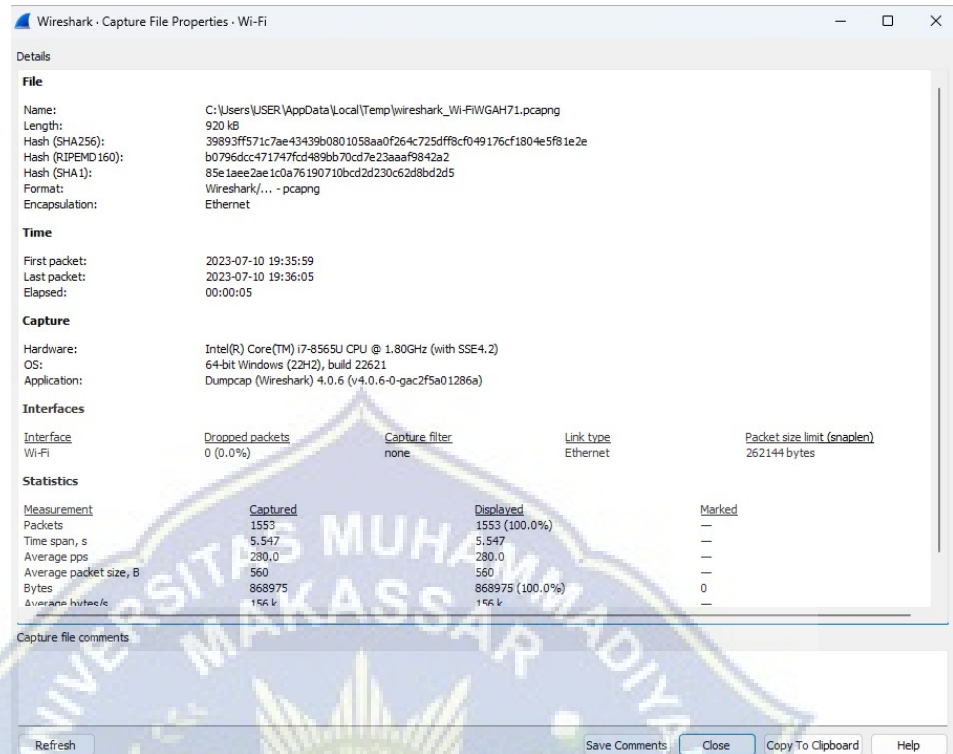 Wireshark · Capture File Properties · Wi-Fi
Details
File
Name: C:\Users\USER\AppData\Local\Temp\wireshark_Wi-FiWGAH71.pcapng
Length: 920 kB
Hash (SHA256): 39893ff571c7ae43439b0801058aa0f264c725dff8cf049176cf1804e5f81e2e
Hash (RIPEMD160): b0796dcc471747fcd489bb70cd7e23aaaf9842a2
Hash (SHA1): 85e1aee2ae1c0a76190710bcd2d230c62d8bd2d5
Format: Wireshark/... - pcapng
Encapsulation: Ethernet
Time
First packet: 2023-07-10 19:35:59
Last packet: 2023-07-10 19:36:05
Elapsed: 00:00:05
Capture
Hardware: Intel(R) Core(TM) i7-8565U CPU @ 1.80GHz (with SSE4.2)
OS: 64-bit Windows (22H2), build 22621
Application: Dumpcap (Wireshark) 4.0.6 (v4.0.6-0-gac2f5a01286a)
Interfaces
Interface Dropped packets Capture filter Link type Packet size limit (snaplen)
Wi-Fi 0 (0.0%) none Ethernet 262144 bytes
Statistics
Measurement Captured Displayed Marked
Packets 1553 1553 (100.0%) —
Time span, s 5.547 5.547 —
Average pps 280.0 280.0 —
Average packet size, B 560 560 —
Bytes 868975 868975 (100.0%) 0
Average bytes/s 156 k 156 k —
Capture file comments
Refresh Save Comments Close Copy To Clipboard Help
MUHAMMADIYA
MAKASSAR